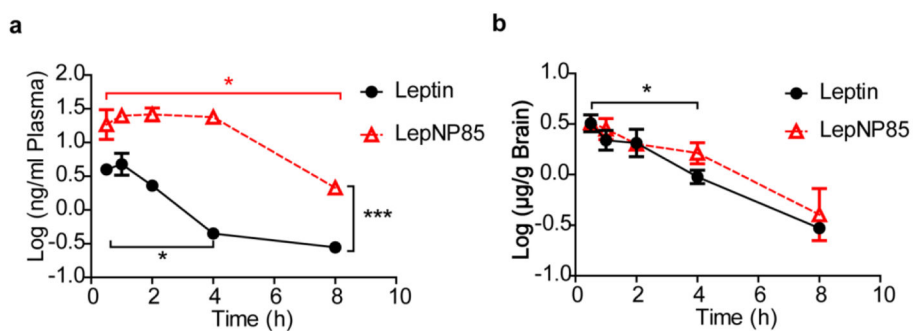 a
Log (ng/ml Plasma)
2.0
1.5
1.0
0.5
0.0
-0.5
-1.0
*
*
***
Leptin
LepNP85
0 2 4 6 8 10
Time (h)
b
Log (µg/g Brain)
1.0
0.5
0.0
-0.5
-1.0
*
Leptin
LepNP85
0 2 4 6 8 10
Time (h)